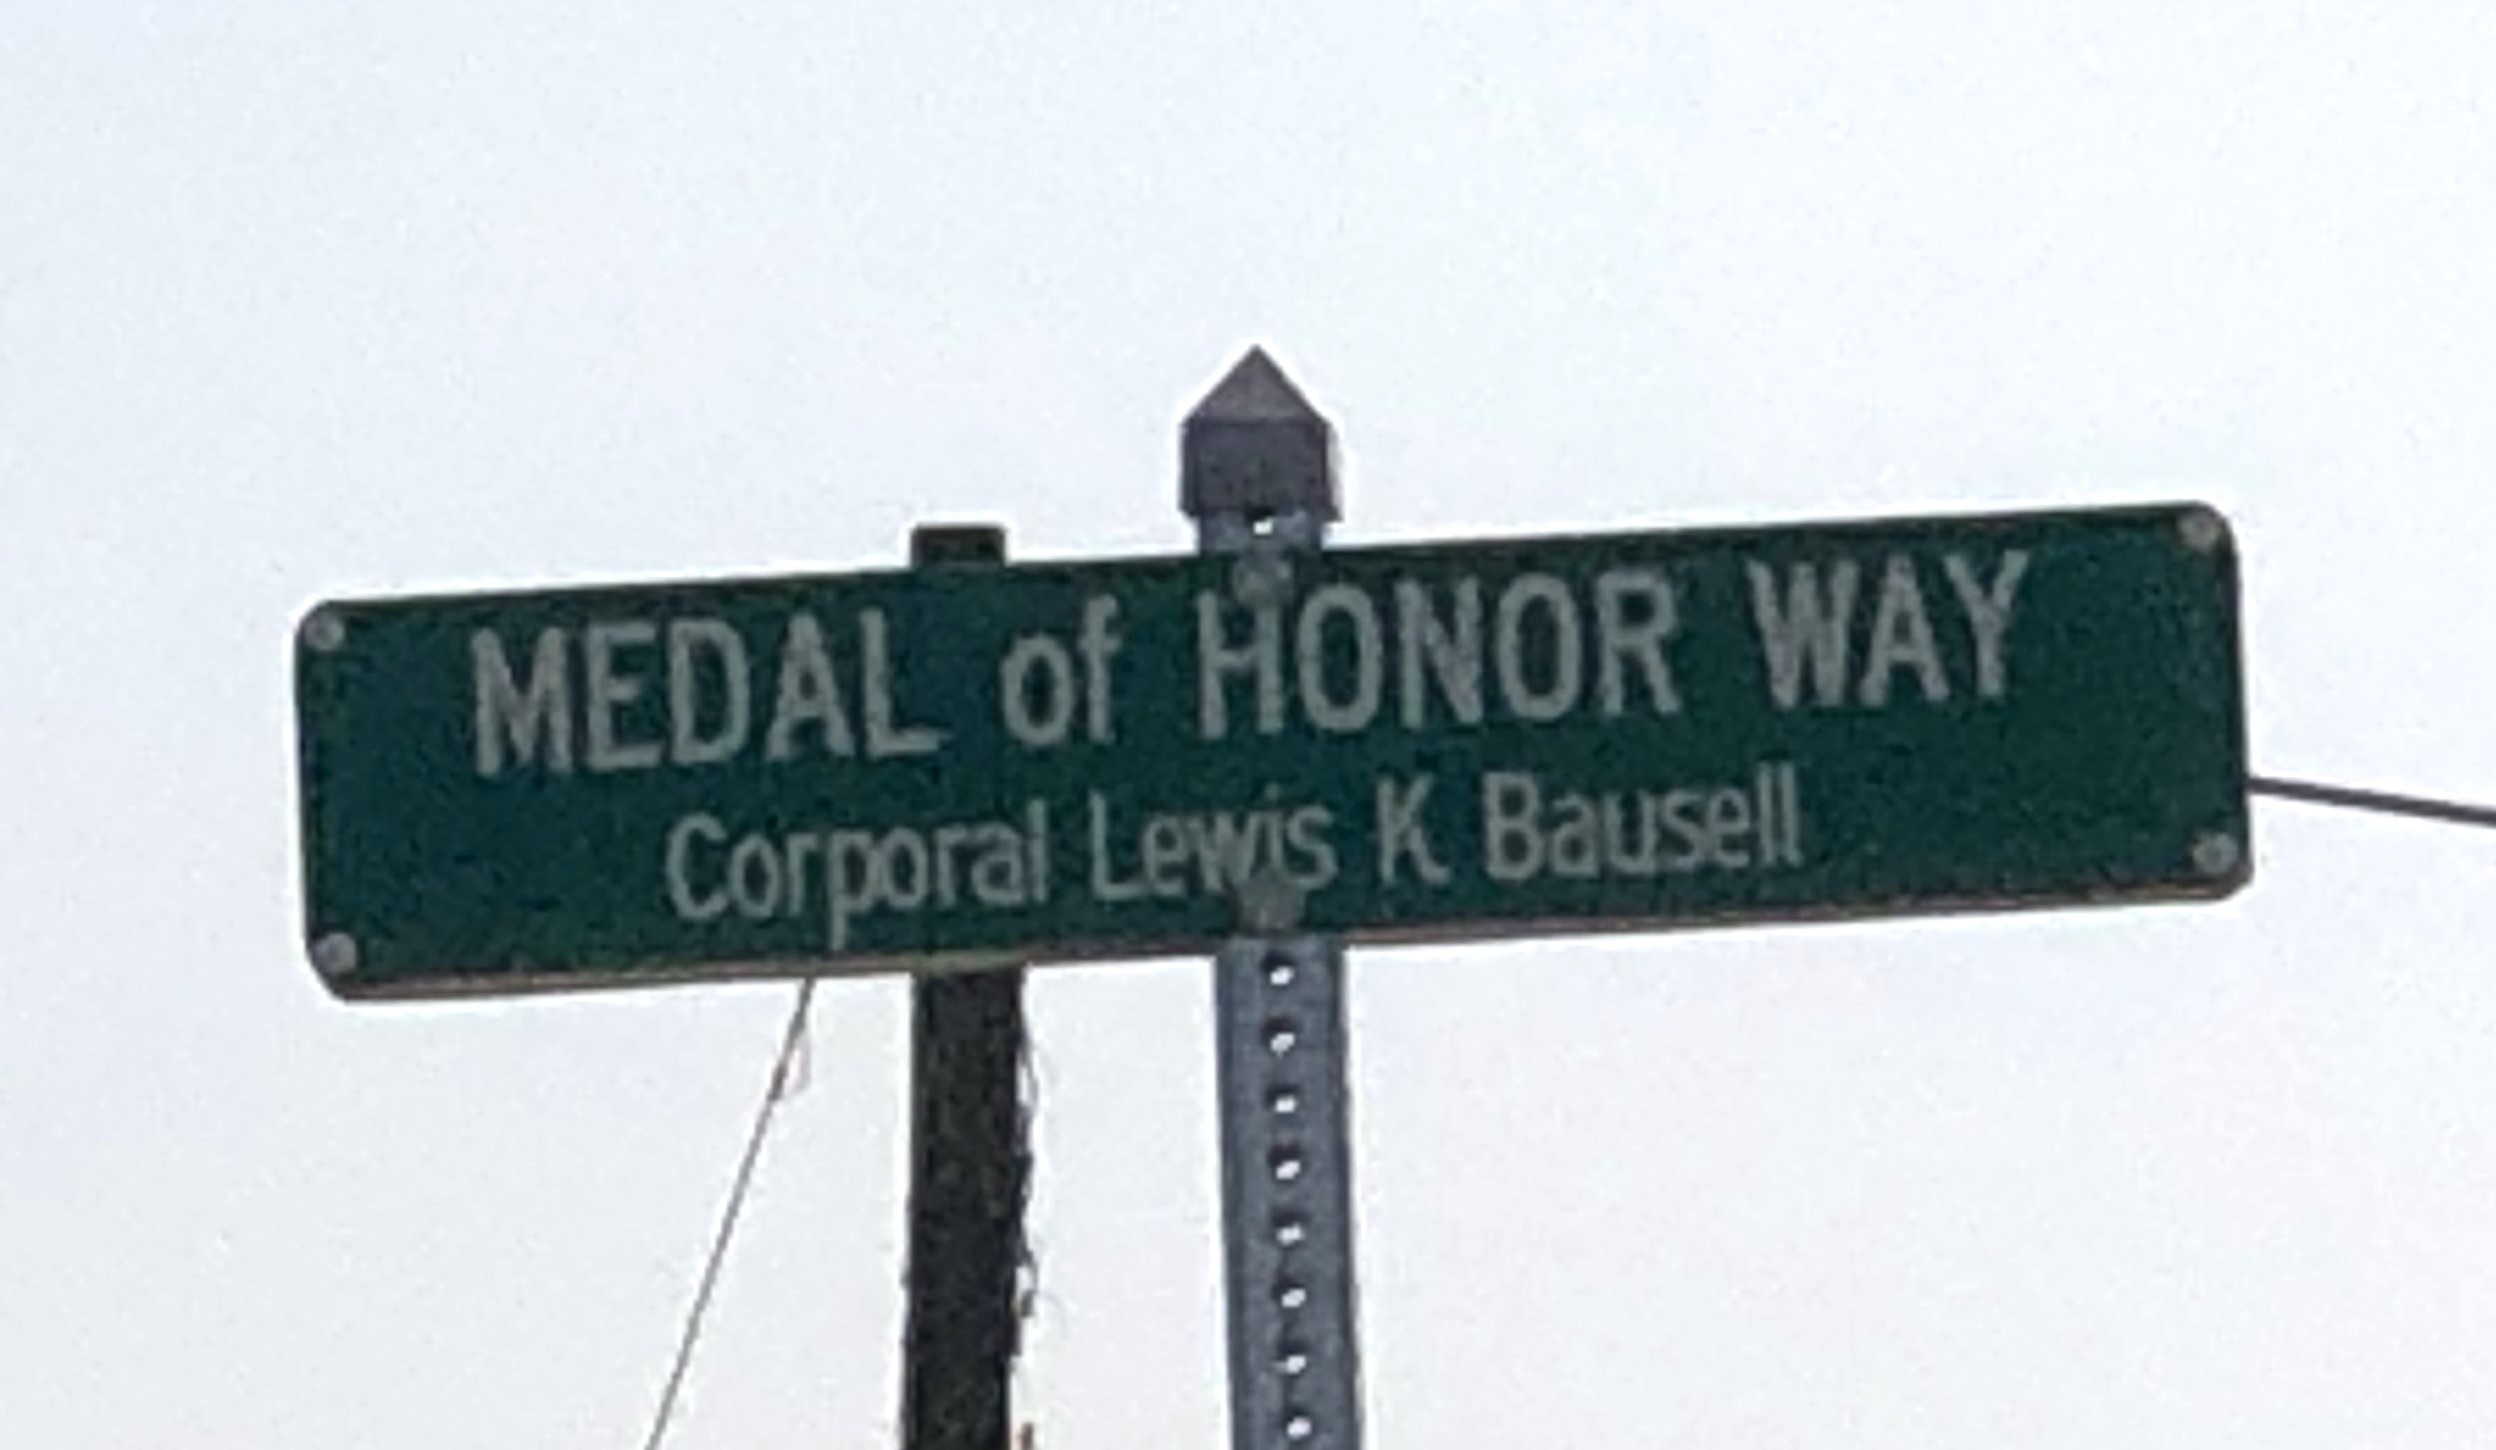 MEDAL of HONOR WAY
Corporal Lewis K Bausell